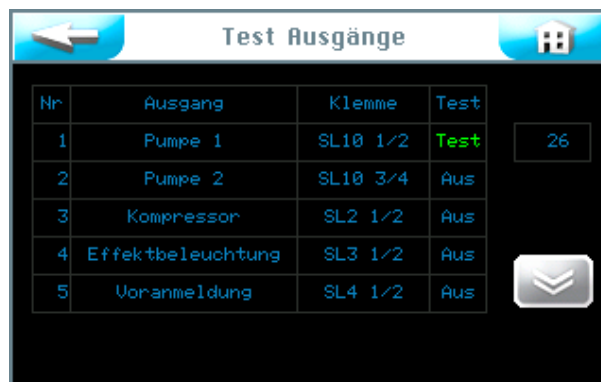 Test Ausgänge
Nr Ausgang Klemme Test
1 Pumpe 1 SL10 1/2 Test 26
2 Pumpe 2 SL10 3/4 Aus
3 Kompressor SL2 1/2 Aus
4 Effektbeleuchtung SL3 1/2 Aus
5 Voranmeldung SL4 1/2 Aus